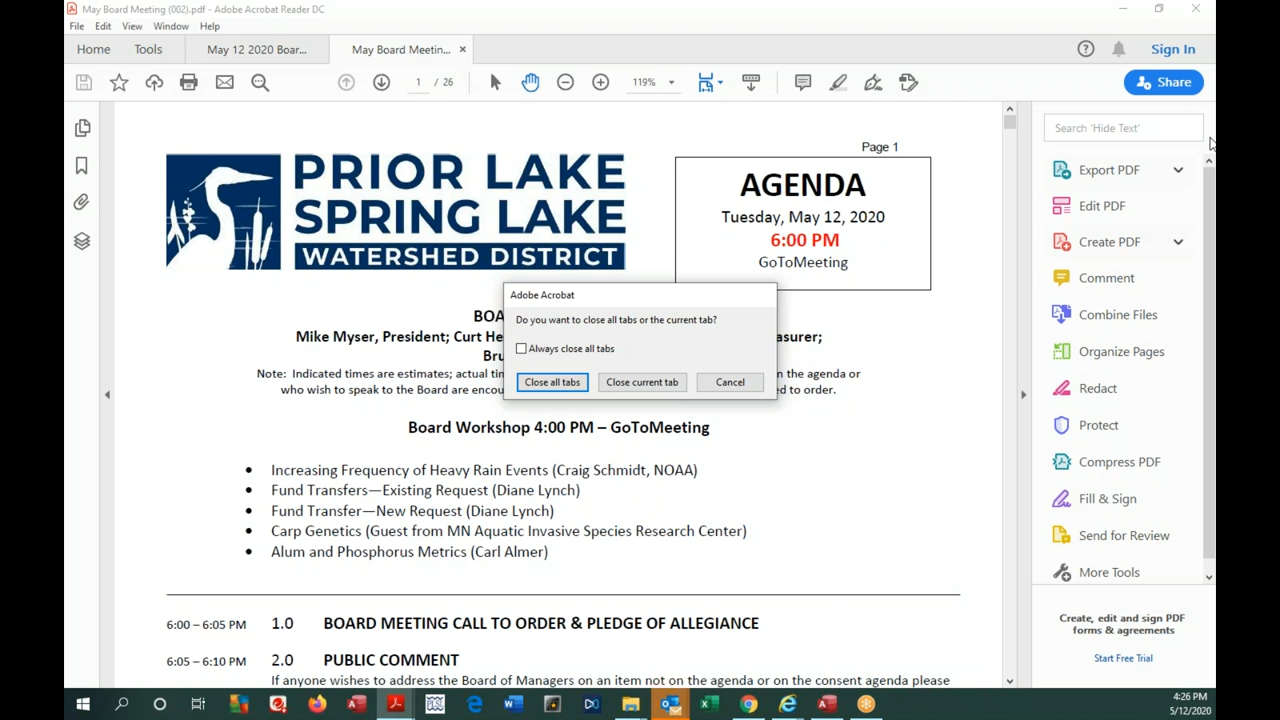 May Board Meeting (002).pdf - Adobe Acrobat Reader DC
File Edit View Window Help
Home Tools May 12 2020 Boar... May Board Meetin... ×
Sign In
1 / 26 119%
Share
Search 'Hide Text'
Export PDF
Edit PDF
Create PDF
Comment
Combine Files
Organize Pages
Redact
Protect
Compress PDF
Fill & Sign
Send for Review
More Tools
Create, edit and sign PDF
forms & agreements
Start Free Trial
Page 1
PRIOR LAKE
SPRING LAKE
WATERSHED DISTRICT
AGENDA
Tuesday, May 12, 2020
6:00 PM
GoToMeeting
Adobe Acrobat
Do you want to close all tabs or the current tab?
Always close all tabs
Close all tabs Close current tab Cancel
Mike Myser, President; Curt asurer;
Note: Indicated times are estimates; actual the agenda or
who wish to speak to the Board are to order.
Board Workshop 4:00 PM – GoToMeeting
• Increasing Frequency of Heavy Rain Events (Craig Schmidt, NOAA)
• Fund Transfers—Existing Request (Diane Lynch)
• Fund Transfer—New Request (Diane Lynch)
• Carp Genetics (Guest from MN Aquatic Invasive Species Research Center)
• Alum and Phosphorus Metrics (Carl Almer)
6:00 – 6:05 PM 1.0 BOARD MEETING CALL TO ORDER & PLEDGE OF ALLEGIANCE
6:05 – 6:10 PM 2.0 PUBLIC COMMENT
If anyone wishes to address the Board of Managers on an item not on the agenda or on the consent agenda please
4:26 PM
5/12/2020